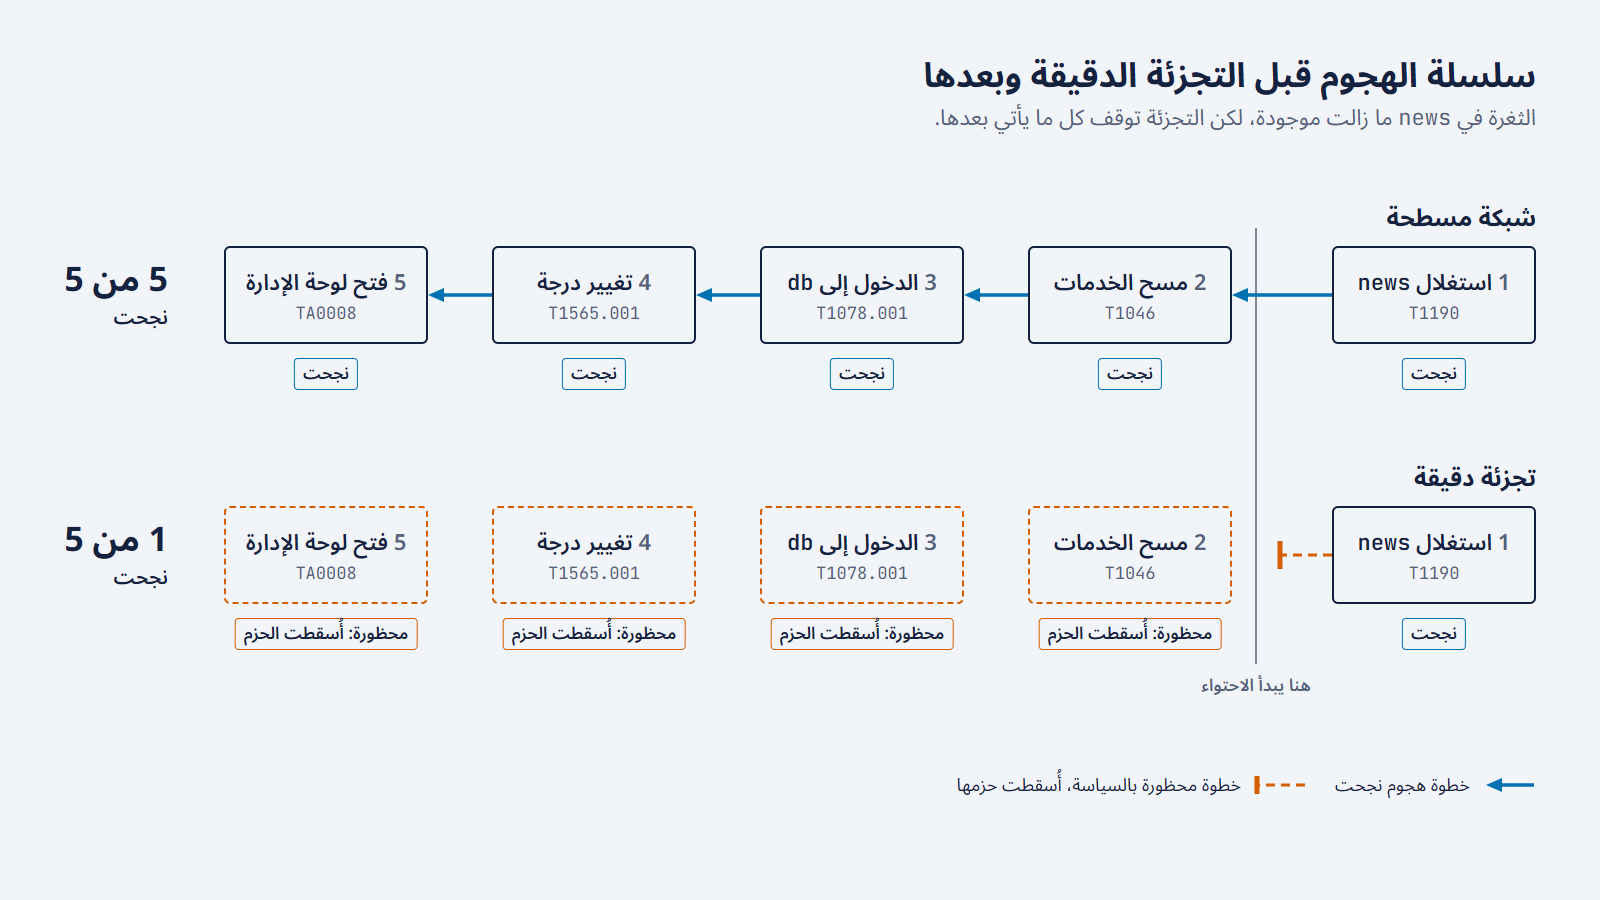 سلسلة الهجوم قبل التجزئة الدقيقة وبعدها
الثغرة في news ما زالت موجودة، لكن التجزئة توقف كل ما يأتي بعدها.
شبكة مسطحة
1 استغلال news
T1190
نجحت
2 مسح الخدمات
T1046
نجحت
3 الدخول إلى db
T1078.001
نجحت
4 تغيير درجة
T1565.001
نجحت
5 فتح لوحة الإدارة
TA0008
نجحت
5 من 5
نجحت
تجزئة دقيقة
1 استغلال news
T1190
نجحت
2 مسح الخدمات
T1046
محظورة: أُسقطت الحزم
3 الدخول إلى db
T1078.001
محظورة: أُسقطت الحزم
4 تغيير درجة
T1565.001
محظورة: أُسقطت الحزم
5 فتح لوحة الإدارة
TA0008
محظورة: أُسقطت الحزم
1 من 5
نجحت
هنا يبدأ الاحتواء
خطوة هجوم نجحت
خطوة محظورة بالسياسة، أُسقطت حزمها